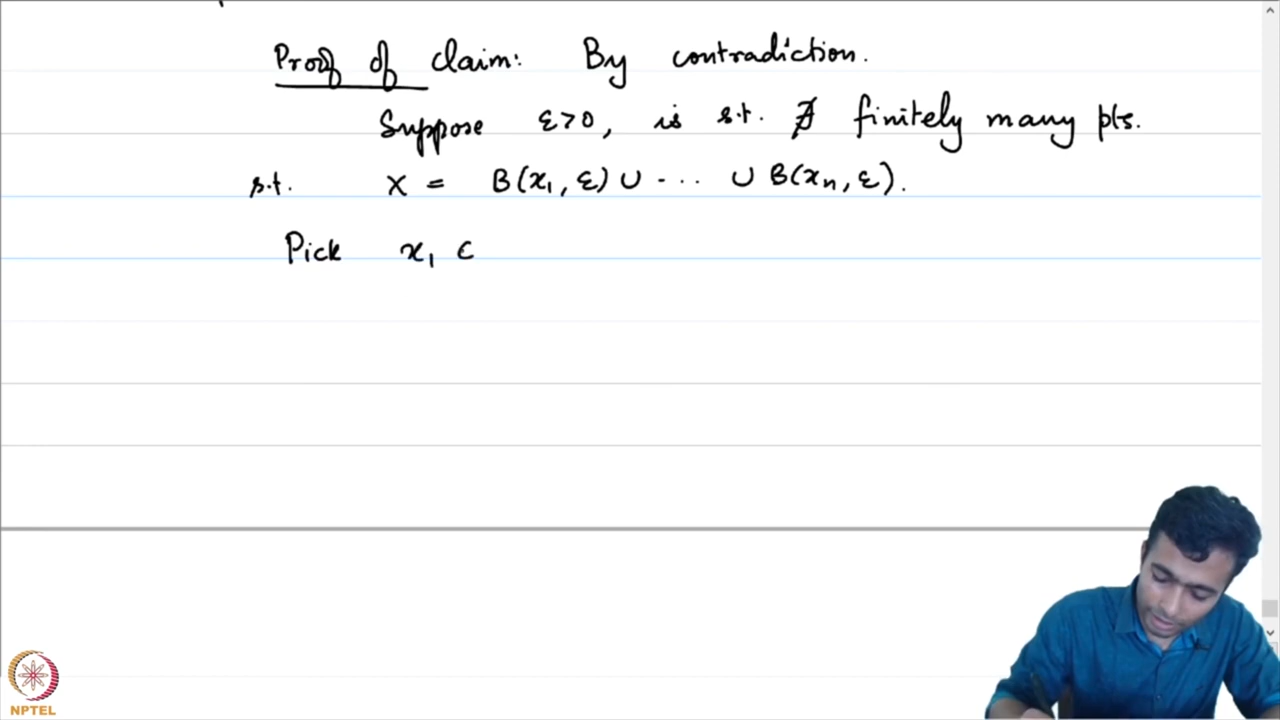 Proof of claim: By contradiction.
Suppose ε>0, is s.t. ∄ finitely many pts.
s.t. X = B(x₁, ε) ∪ ... ∪ B(xₙ, ε).
Pick x₁ ∈
NPTEL